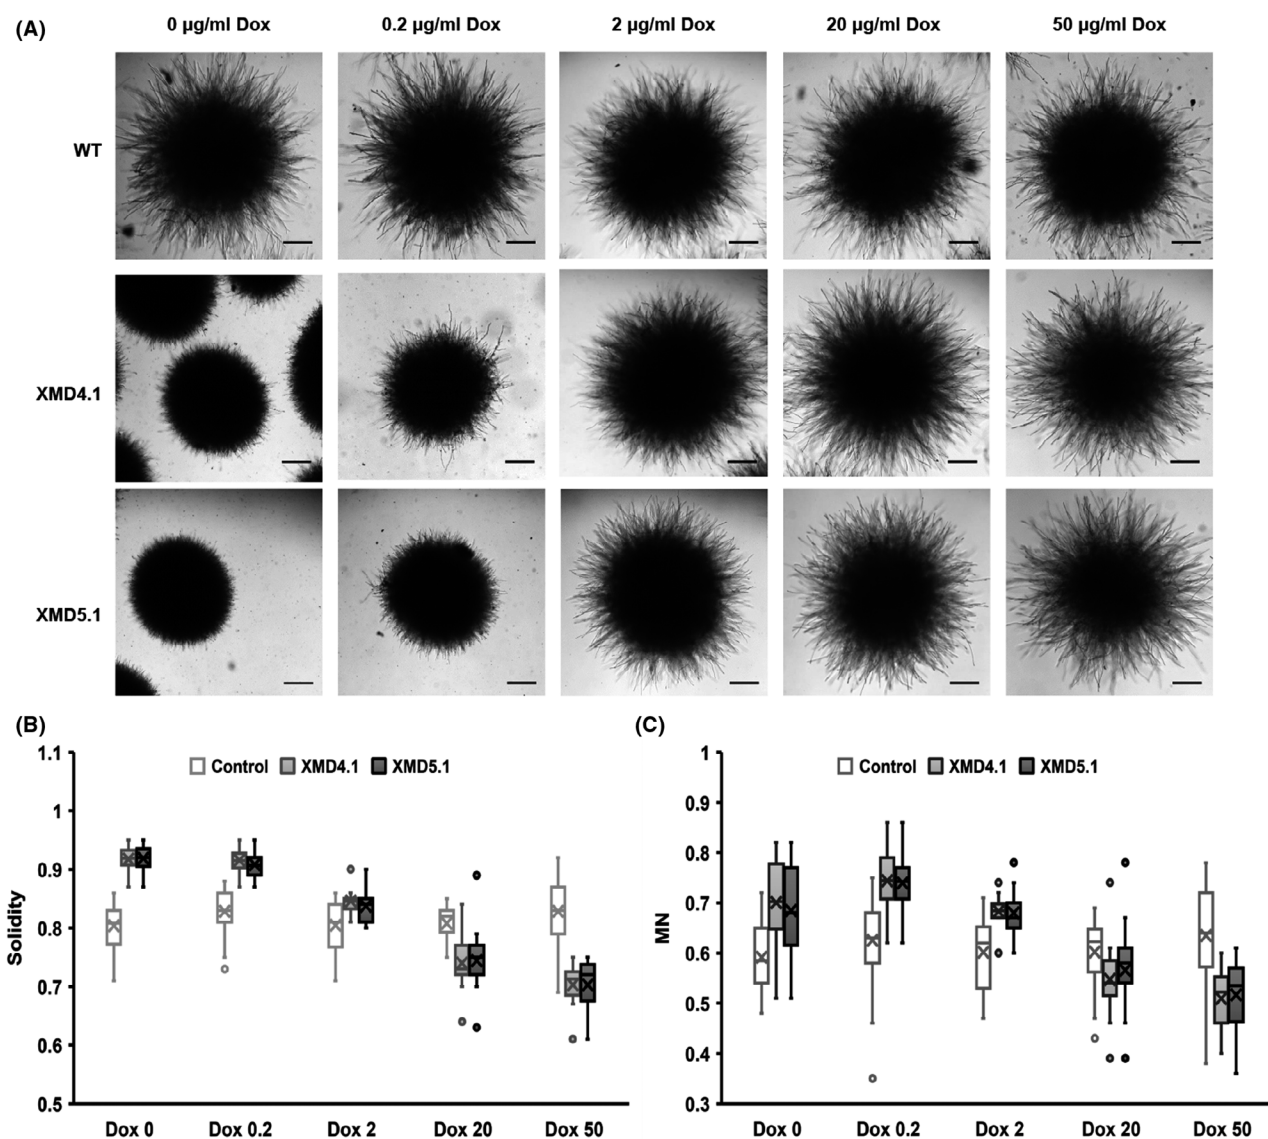 (A)
0 µg/ml Dox 0.2 µg/ml Dox 2 µg/ml Dox 20 µg/ml Dox 50 µg/ml Dox
WT
XMD4.1
XMD5.1
(B)
1.1
1
0.9
0.8
0.7
0.6
0.5
Solidity
Control XMD4.1 XMD5.1
Dox 0 Dox 0.2 Dox 2 Dox 20 Dox 50
(C)
1
0.9
0.8
0.7
0.6
0.5
0.4
0.3
MN
Control XMD4.1 XMD5.1
Dox 0 Dox 0.2 Dox 2 Dox 20 Dox 50